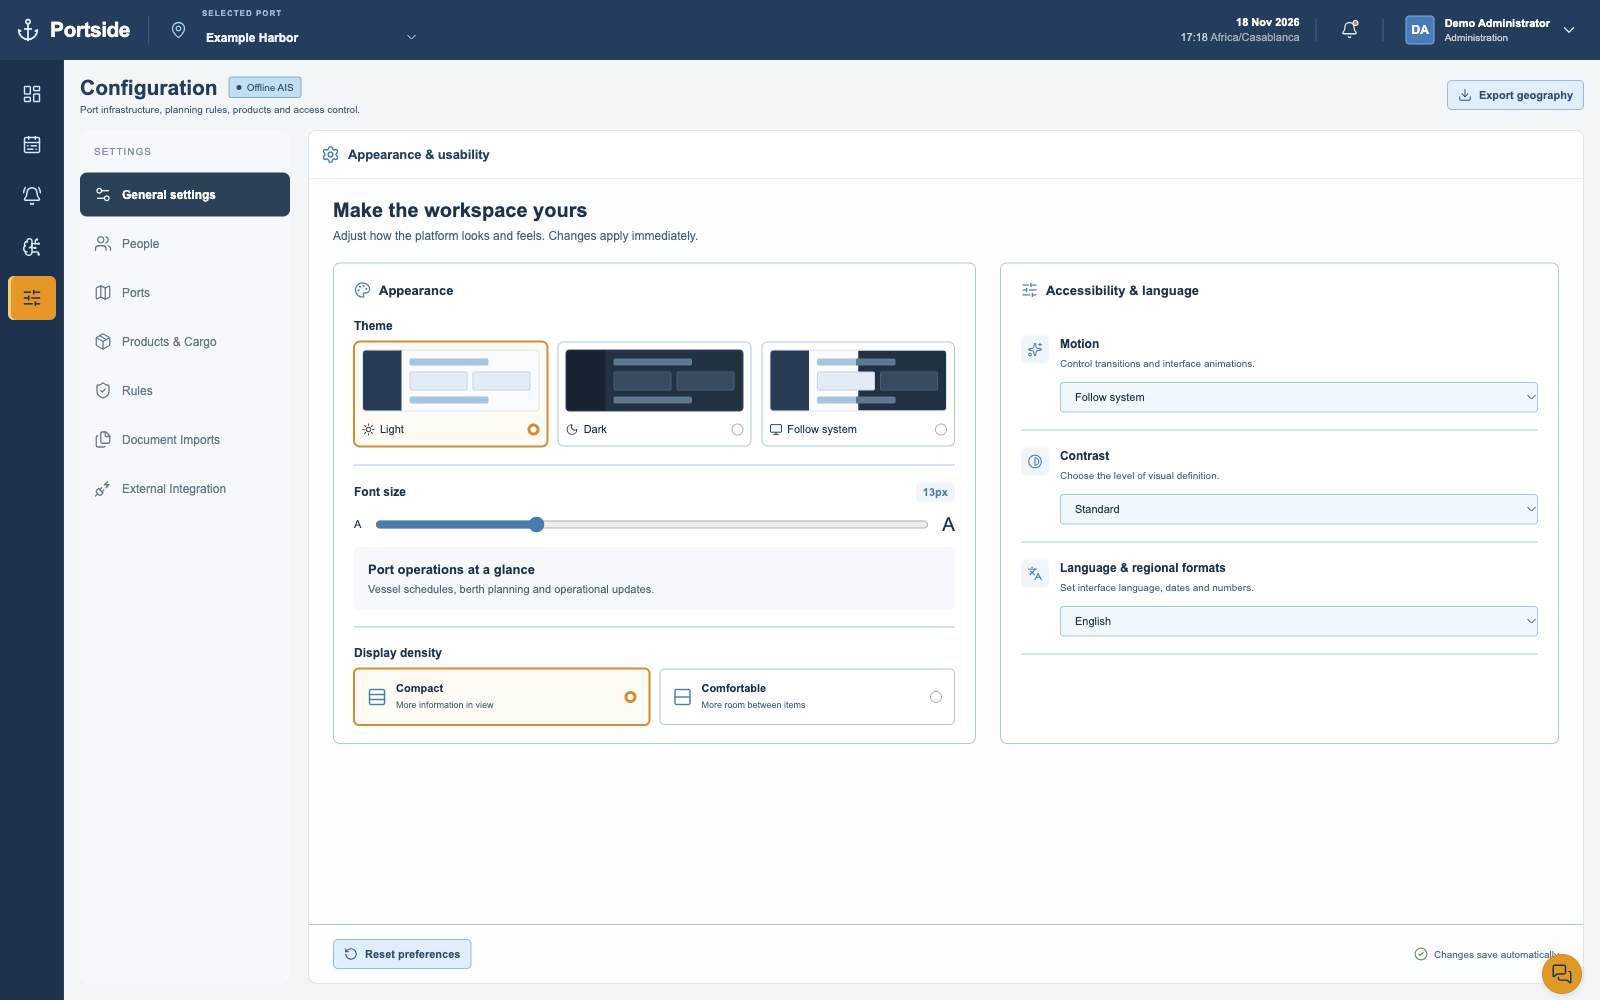 Portside
SELECTED PORT
Example Harbor
18 Nov 2026
17:18 Africa/Casablanca
DA
Demo Administrator
Administration
Configuration
Offline AIS
Port infrastructure, planning rules, products and access control.
Export geography
SETTINGS
General settings
People
Ports
Products & Cargo
Rules
Document Imports
External Integration
Appearance & usability
Make the workspace yours
Adjust how the platform looks and feels. Changes apply immediately.
Appearance
Theme
Light
Dark
Follow system
Font size
13px
A
A
Port operations at a glance
Vessel schedules, berth planning and operational updates.
Display density
Compact
More information in view
Comfortable
More room between items
Accessibility & language
Motion
Control transitions and interface animations.
Follow system
Contrast
Choose the level of visual definition.
Standard
Language & regional formats
Set interface language, dates and numbers.
English
Reset preferences
Changes save automatically